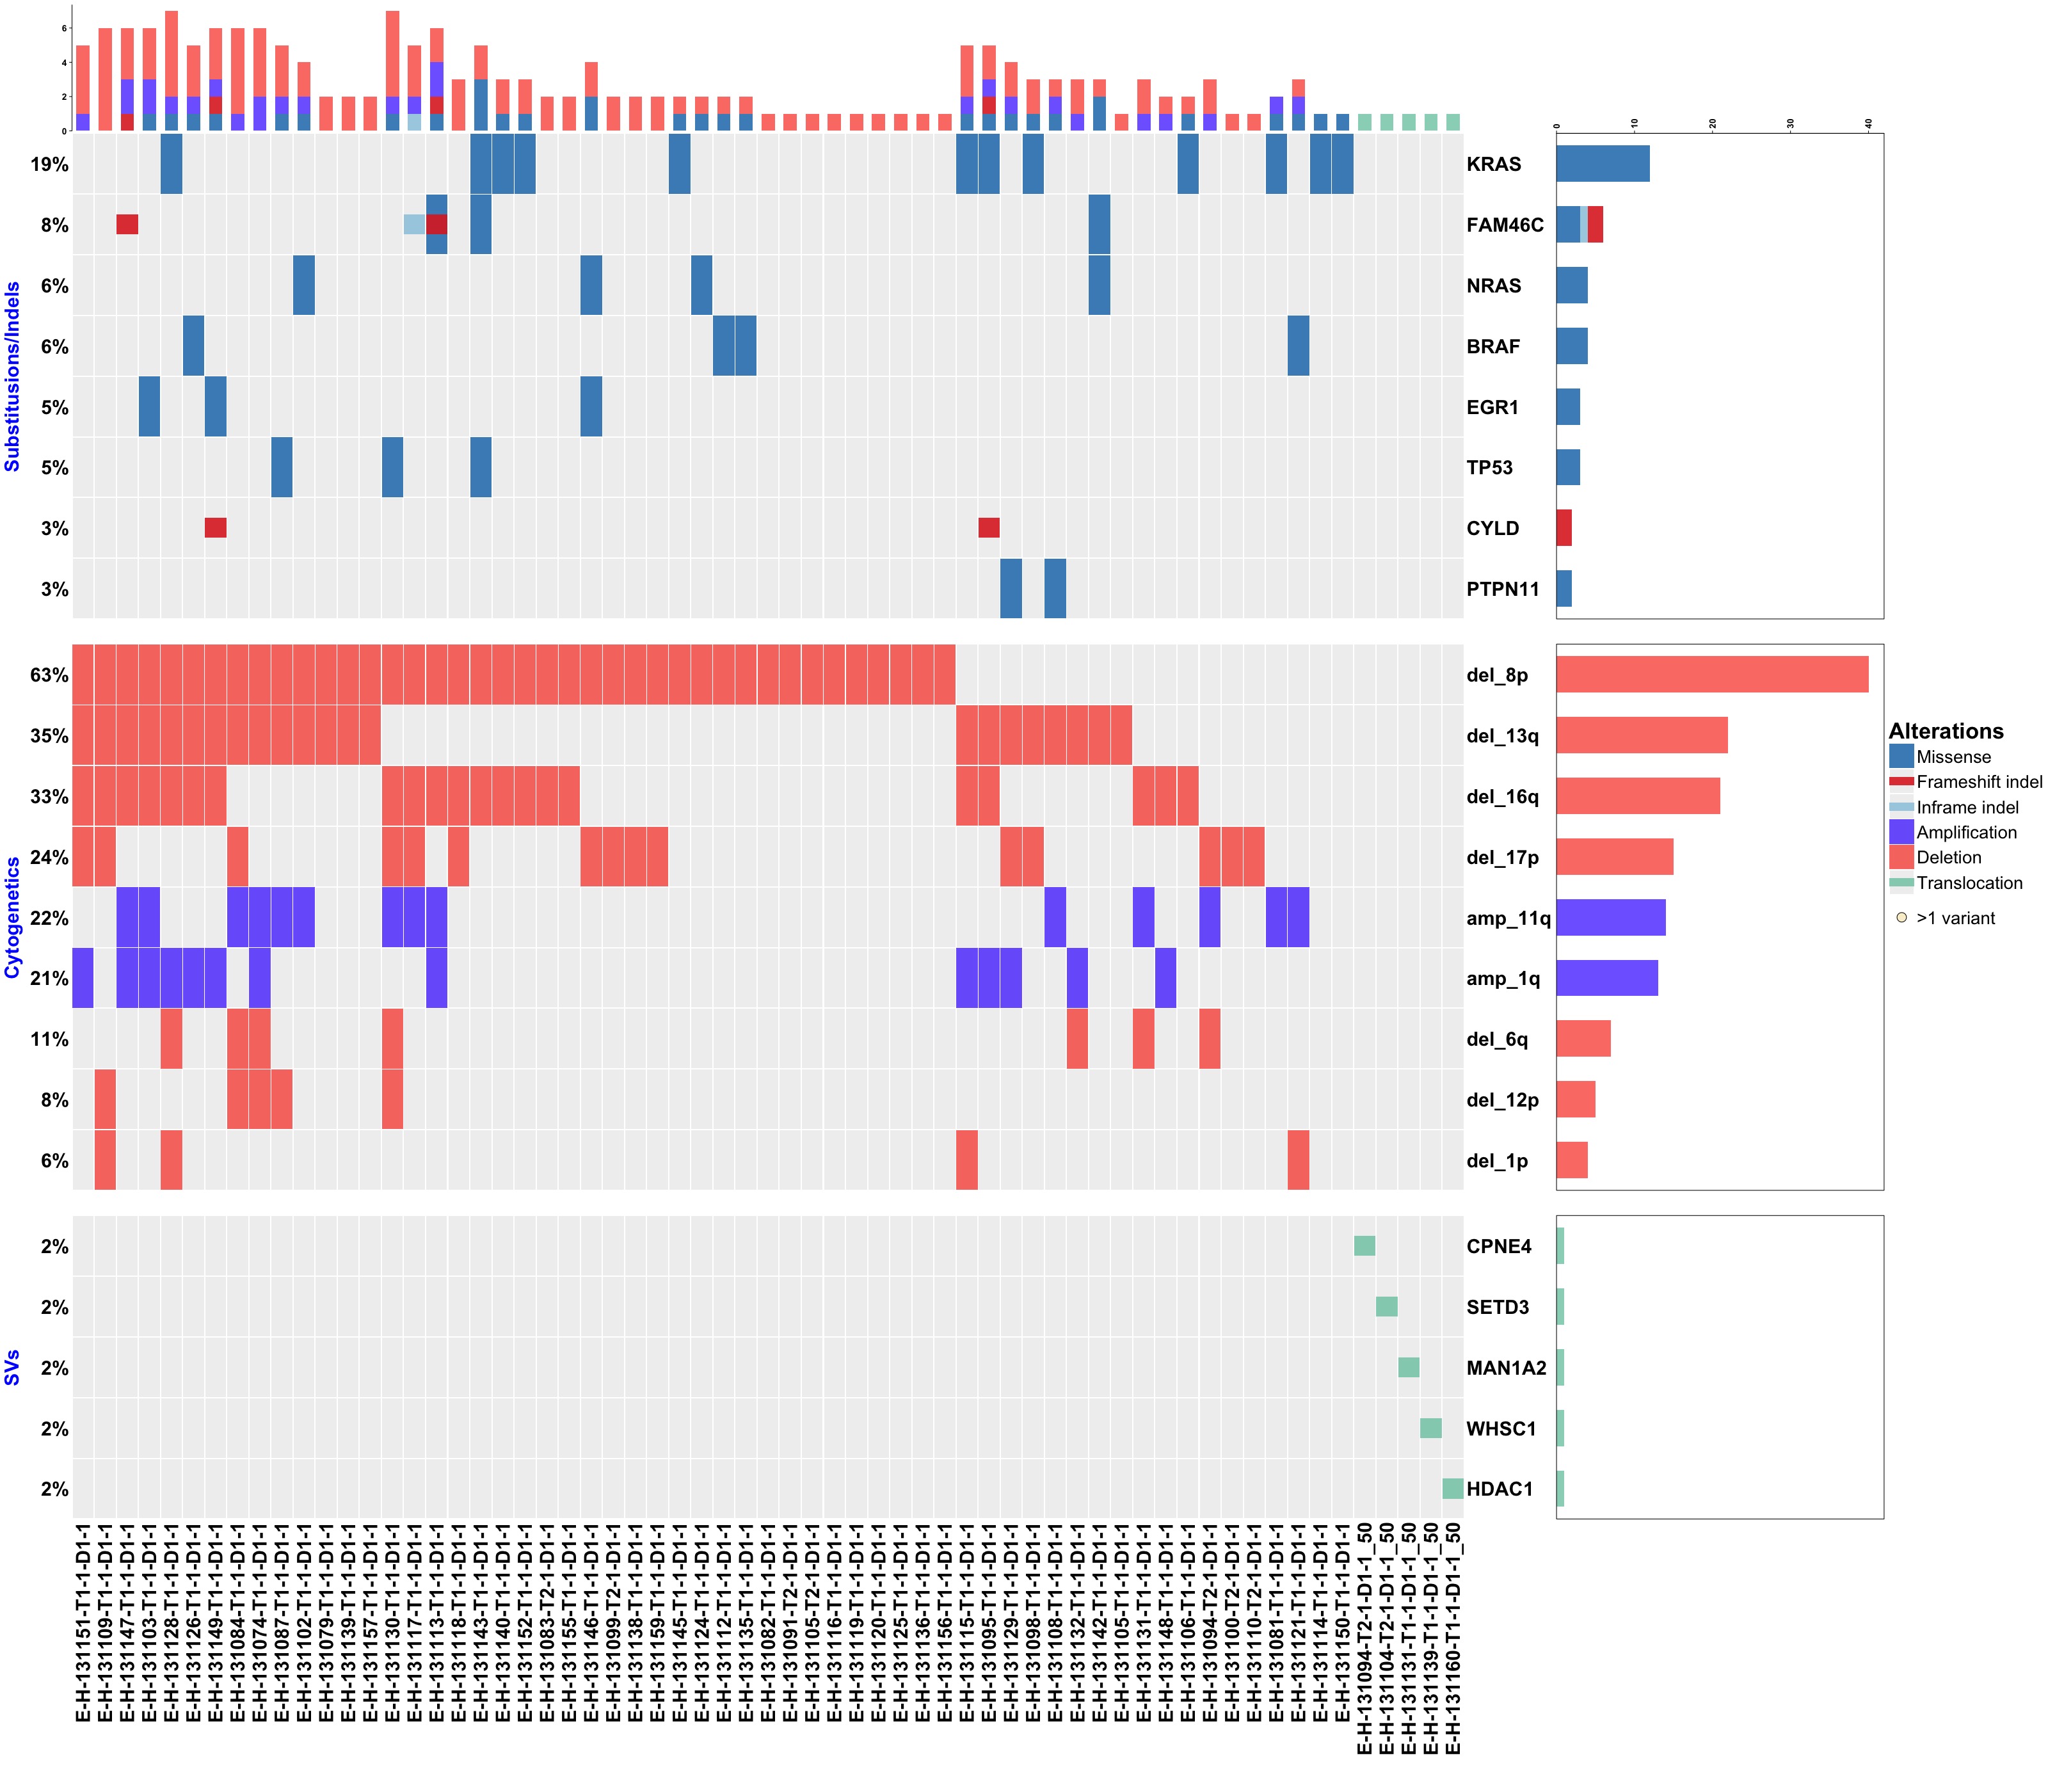 6
4
2
0
0
10
20
30
40
Substitusions/Indels
19%
KRAS
8%
FAM46C
6%
NRAS
6%
BRAF
5%
EGR1
5%
TP53
3%
CYLD
3%
PTPN11
Cytogenetics
63%
del_8p
35%
del_13q
33%
del_16q
24%
del_17p
22%
amp_11q
21%
amp_1q
11%
del_6q
8%
del_12p
6%
del_1p
Alterations
Missense
Frameshift indel
Inframe indel
Amplification
Deletion
Translocation
>1 variant
SVs
2%
CPNE4
2%
SETD3
2%
MAN1A2
2%
WHSC1
2%
HDAC1
E-H-131151-T1-1-D1-1
E-H-131109-T1-1-D1-1
E-H-131147-T1-1-D1-1
E-H-131103-T1-1-D1-1
E-H-131128-T1-1-D1-1
E-H-131126-T1-1-D1-1
E-H-131149-T1-1-D1-1
E-H-131084-T1-1-D1-1
E-H-131074-T1-1-D1-1
E-H-131087-T1-1-D1-1
E-H-131102-T1-1-D1-1
E-H-131079-T1-1-D1-1
E-H-131139-T1-1-D1-1
E-H-131157-T1-1-D1-1
E-H-131130-T1-1-D1-1
E-H-131117-T1-1-D1-1
E-H-131113-T1-1-D1-1
E-H-131118-T1-1-D1-1
E-H-131143-T1-1-D1-1
E-H-131140-T1-1-D1-1
E-H-131152-T1-1-D1-1
E-H-131083-T2-1-D1-1
E-H-131155-T1-1-D1-1
E-H-131146-T1-1-D1-1
E-H-131099-T2-1-D1-1
E-H-131138-T1-1-D1-1
E-H-131159-T1-1-D1-1
E-H-131145-T1-1-D1-1
E-H-131124-T1-1-D1-1
E-H-131112-T1-1-D1-1
E-H-131135-T1-1-D1-1
E-H-131082-T1-1-D1-1
E-H-131091-T2-1-D1-1
E-H-131105-T2-1-D1-1
E-H-131116-T1-1-D1-1
E-H-131119-T1-1-D1-1
E-H-131120-T1-1-D1-1
E-H-131125-T1-1-D1-1
E-H-131136-T1-1-D1-1
E-H-131156-T1-1-D1-1
E-H-131115-T1-1-D1-1
E-H-131095-T1-1-D1-1
E-H-131129-T1-1-D1-1
E-H-131098-T1-1-D1-1
E-H-131108-T1-1-D1-1
E-H-131132-T1-1-D1-1
E-H-131142-T1-1-D1-1
E-H-131105-T1-1-D1-1
E-H-131131-T1-1-D1-1
E-H-131148-T1-1-D1-1
E-H-131106-T1-1-D1-1
E-H-131094-T2-1-D1-1
E-H-131100-T2-1-D1-1
E-H-131110-T2-1-D1-1
E-H-131081-T1-1-D1-1
E-H-131121-T1-1-D1-1
E-H-131114-T1-1-D1-1
E-H-131150-T1-1-D1-1
E-H-131094-T2-1-D1-1_50
E-H-131104-T2-1-D1-1_50
E-H-131131-T1-1-D1-1_50
E-H-131139-T1-1-D1-1_50
E-H-131160-T1-1-D1-1_50